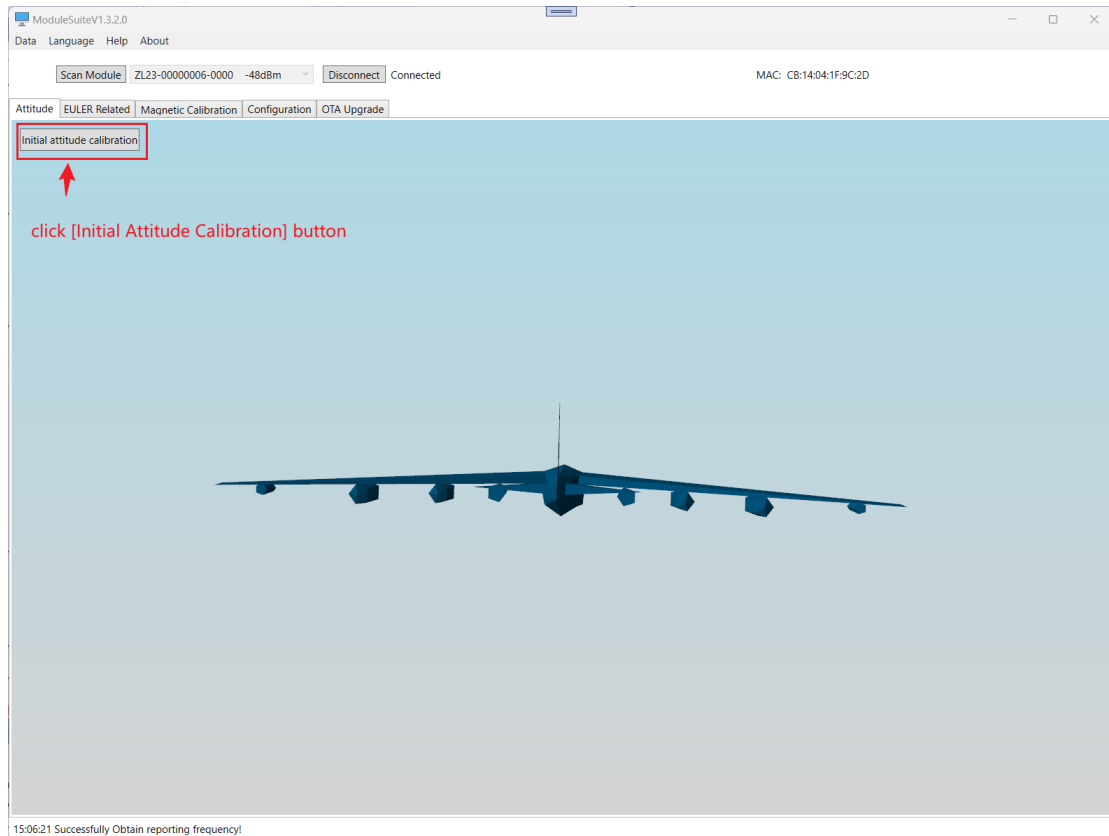 ModuleSuiteV1.3.2.0
Data Language Help About
Scan Module ZL23-00000006-0000 -48dBm Disconnect Connected MAC: CB:14:04:1F:9C:2D
Attitude EULER Related Magnetic Calibration Configuration OTA Upgrade
Initial attitude calibration
click [Initial Attitude Calibration] button
15:06:21 Successfully Obtain reporting frequency!